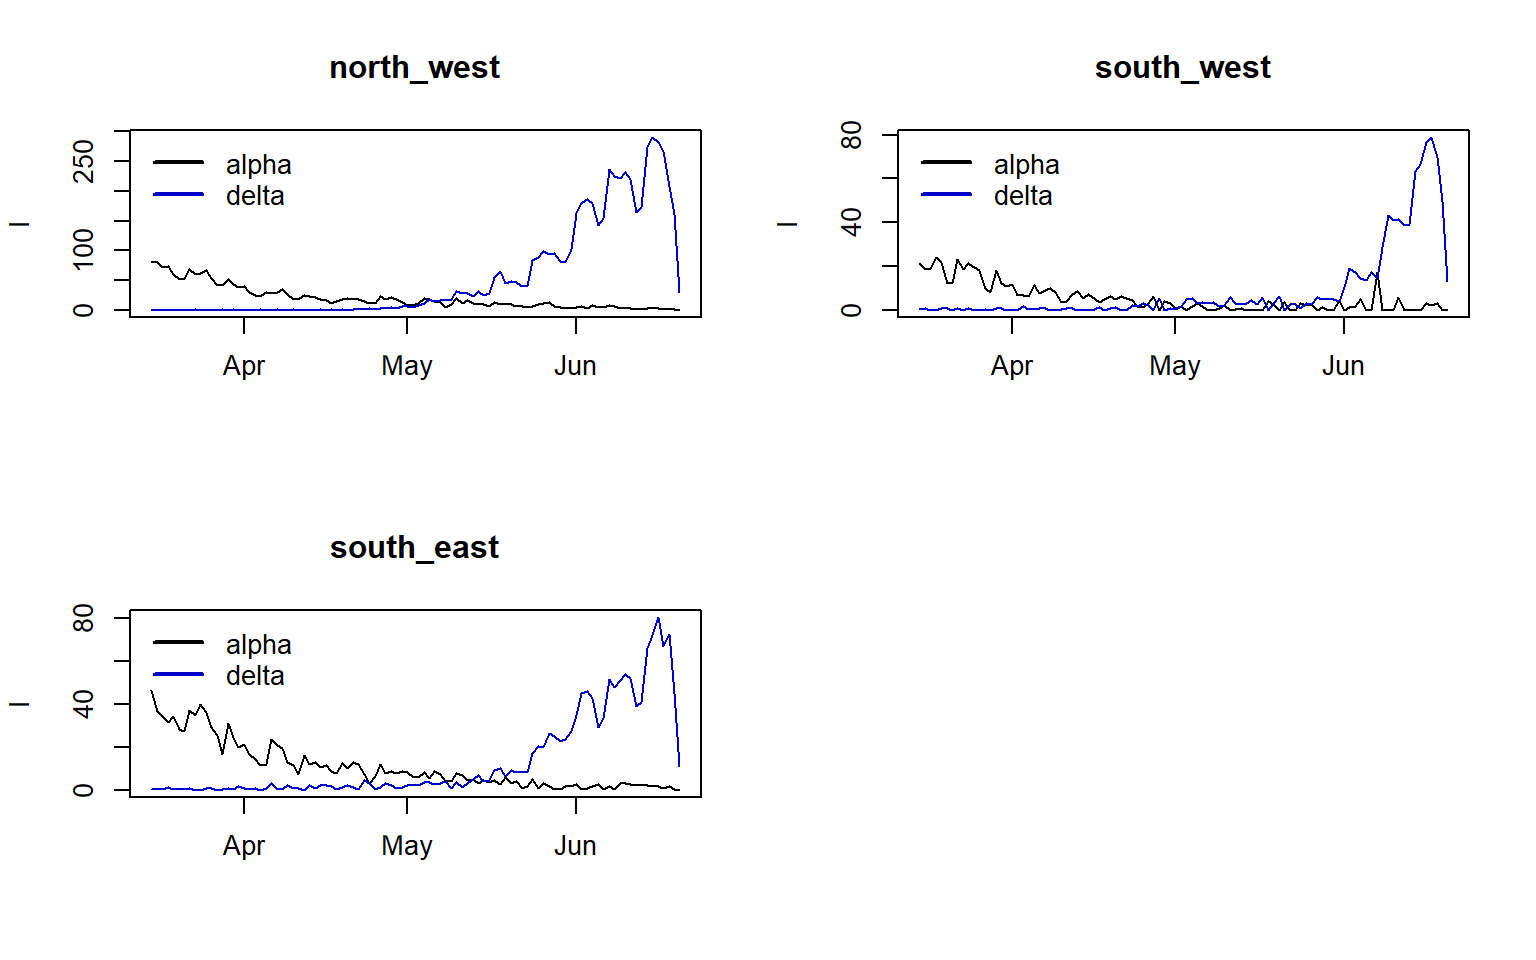 north_west
I
250
100
0
alpha
delta
Apr May Jun
south_west
I
80
40
0
alpha
delta
Apr May Jun
south_east
I
80
40
0
alpha
delta
Apr May Jun